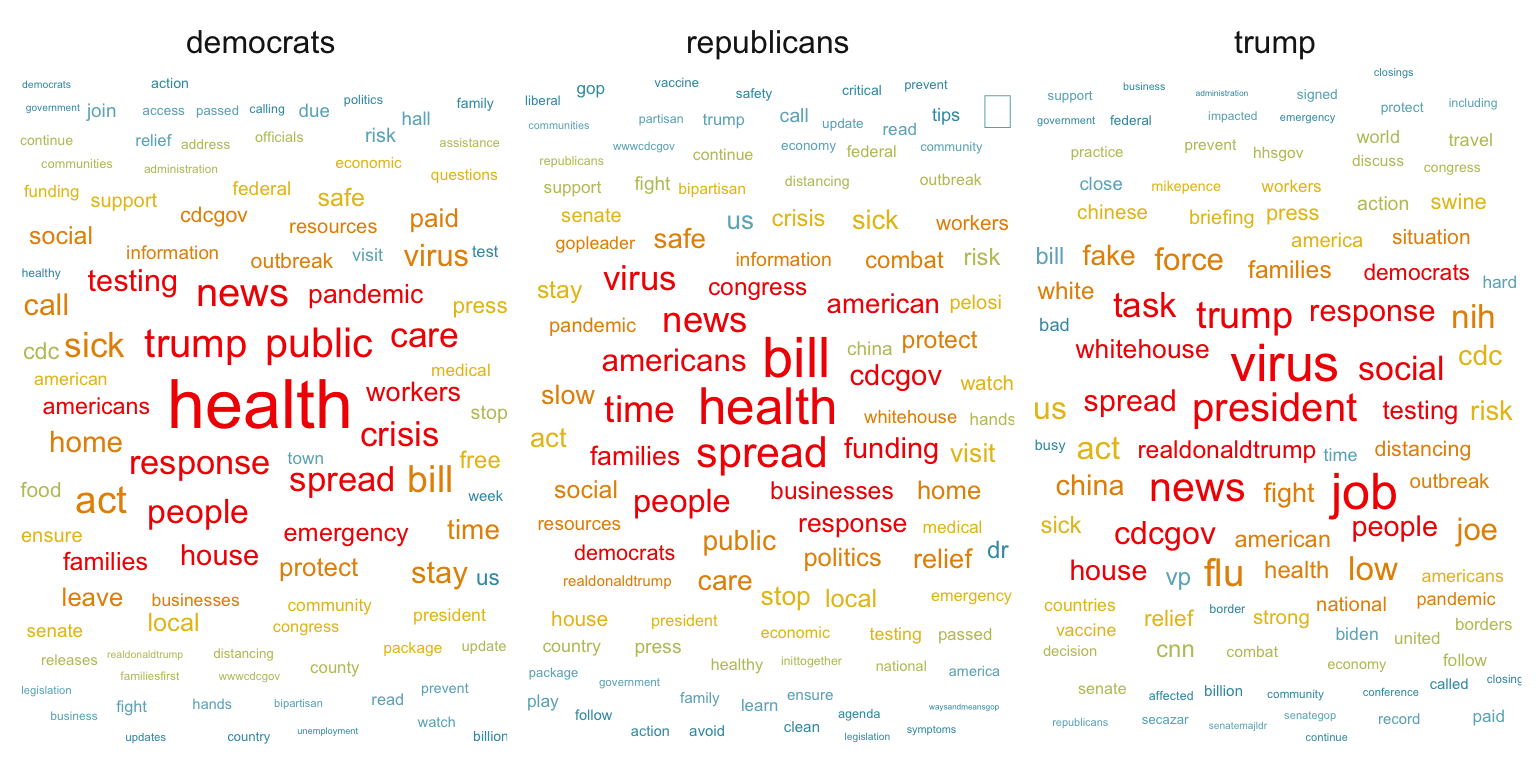 democrats
democrats action
government join access passed calling due politics hall family
continue relief address officials risk assistance
communities administration economic questions
funding support federal safe
social cdcgov resources paid
information outbreak visit virus test
healthy testing news pandemic
call press
cdc sick trump public care
american medical
americans health workers stop
home crisis
response town free
food act spread bill week
people
ensure emergency time
families house protect stay us
leave businesses community president
senate local congress
releases realdonaldtrump distancing package update
familiesfirst wwwcdcgov county
legislation fight hands bipartisan read prevent
business watch
updates country unemployment billion
republicans
liberal gop vaccine safety critical prevent
communities partisan trump call update read tips
republicans wwwcdcgov continue economy federal community
support fight bipartisan distancing outbreak
senate us crisis sick workers
gopleader safe information combat risk
stay virus congress american pelosi
pandemic news protect
americans bill china cdcgov watch
slow time health whitehouse hands
act families spread funding visit
social people businesses home
resources response medical
democrats public politics relief dr
realdonaldtrump care
stop local emergency
house president economic testing passed
country press healthy inittogether national america
package government
play family learn ensure waysandmeansgop
follow agenda
action avoid clean legislation symptoms
trump
closings
support business administration signed protect including
government federal impacted emergency
practice prevent hhsgov world travel
discuss congress
close mikepence workers
chinese briefing press action swine
america situation
bill fake force families democrats hard
white task trump response nih
bad
whitehouse virus social cdc
us spread president testing risk
busy act realdonaldtrump time distancing
china news fight job outbreak
sick cdcgov american people joe
house vp flu health low americans
countries border national pandemic
vaccine relief strong biden united borders
decision cnn combat economy follow
senate affected billion community conference called closing
republicans secazar senatemajldr senategop record paid
continue